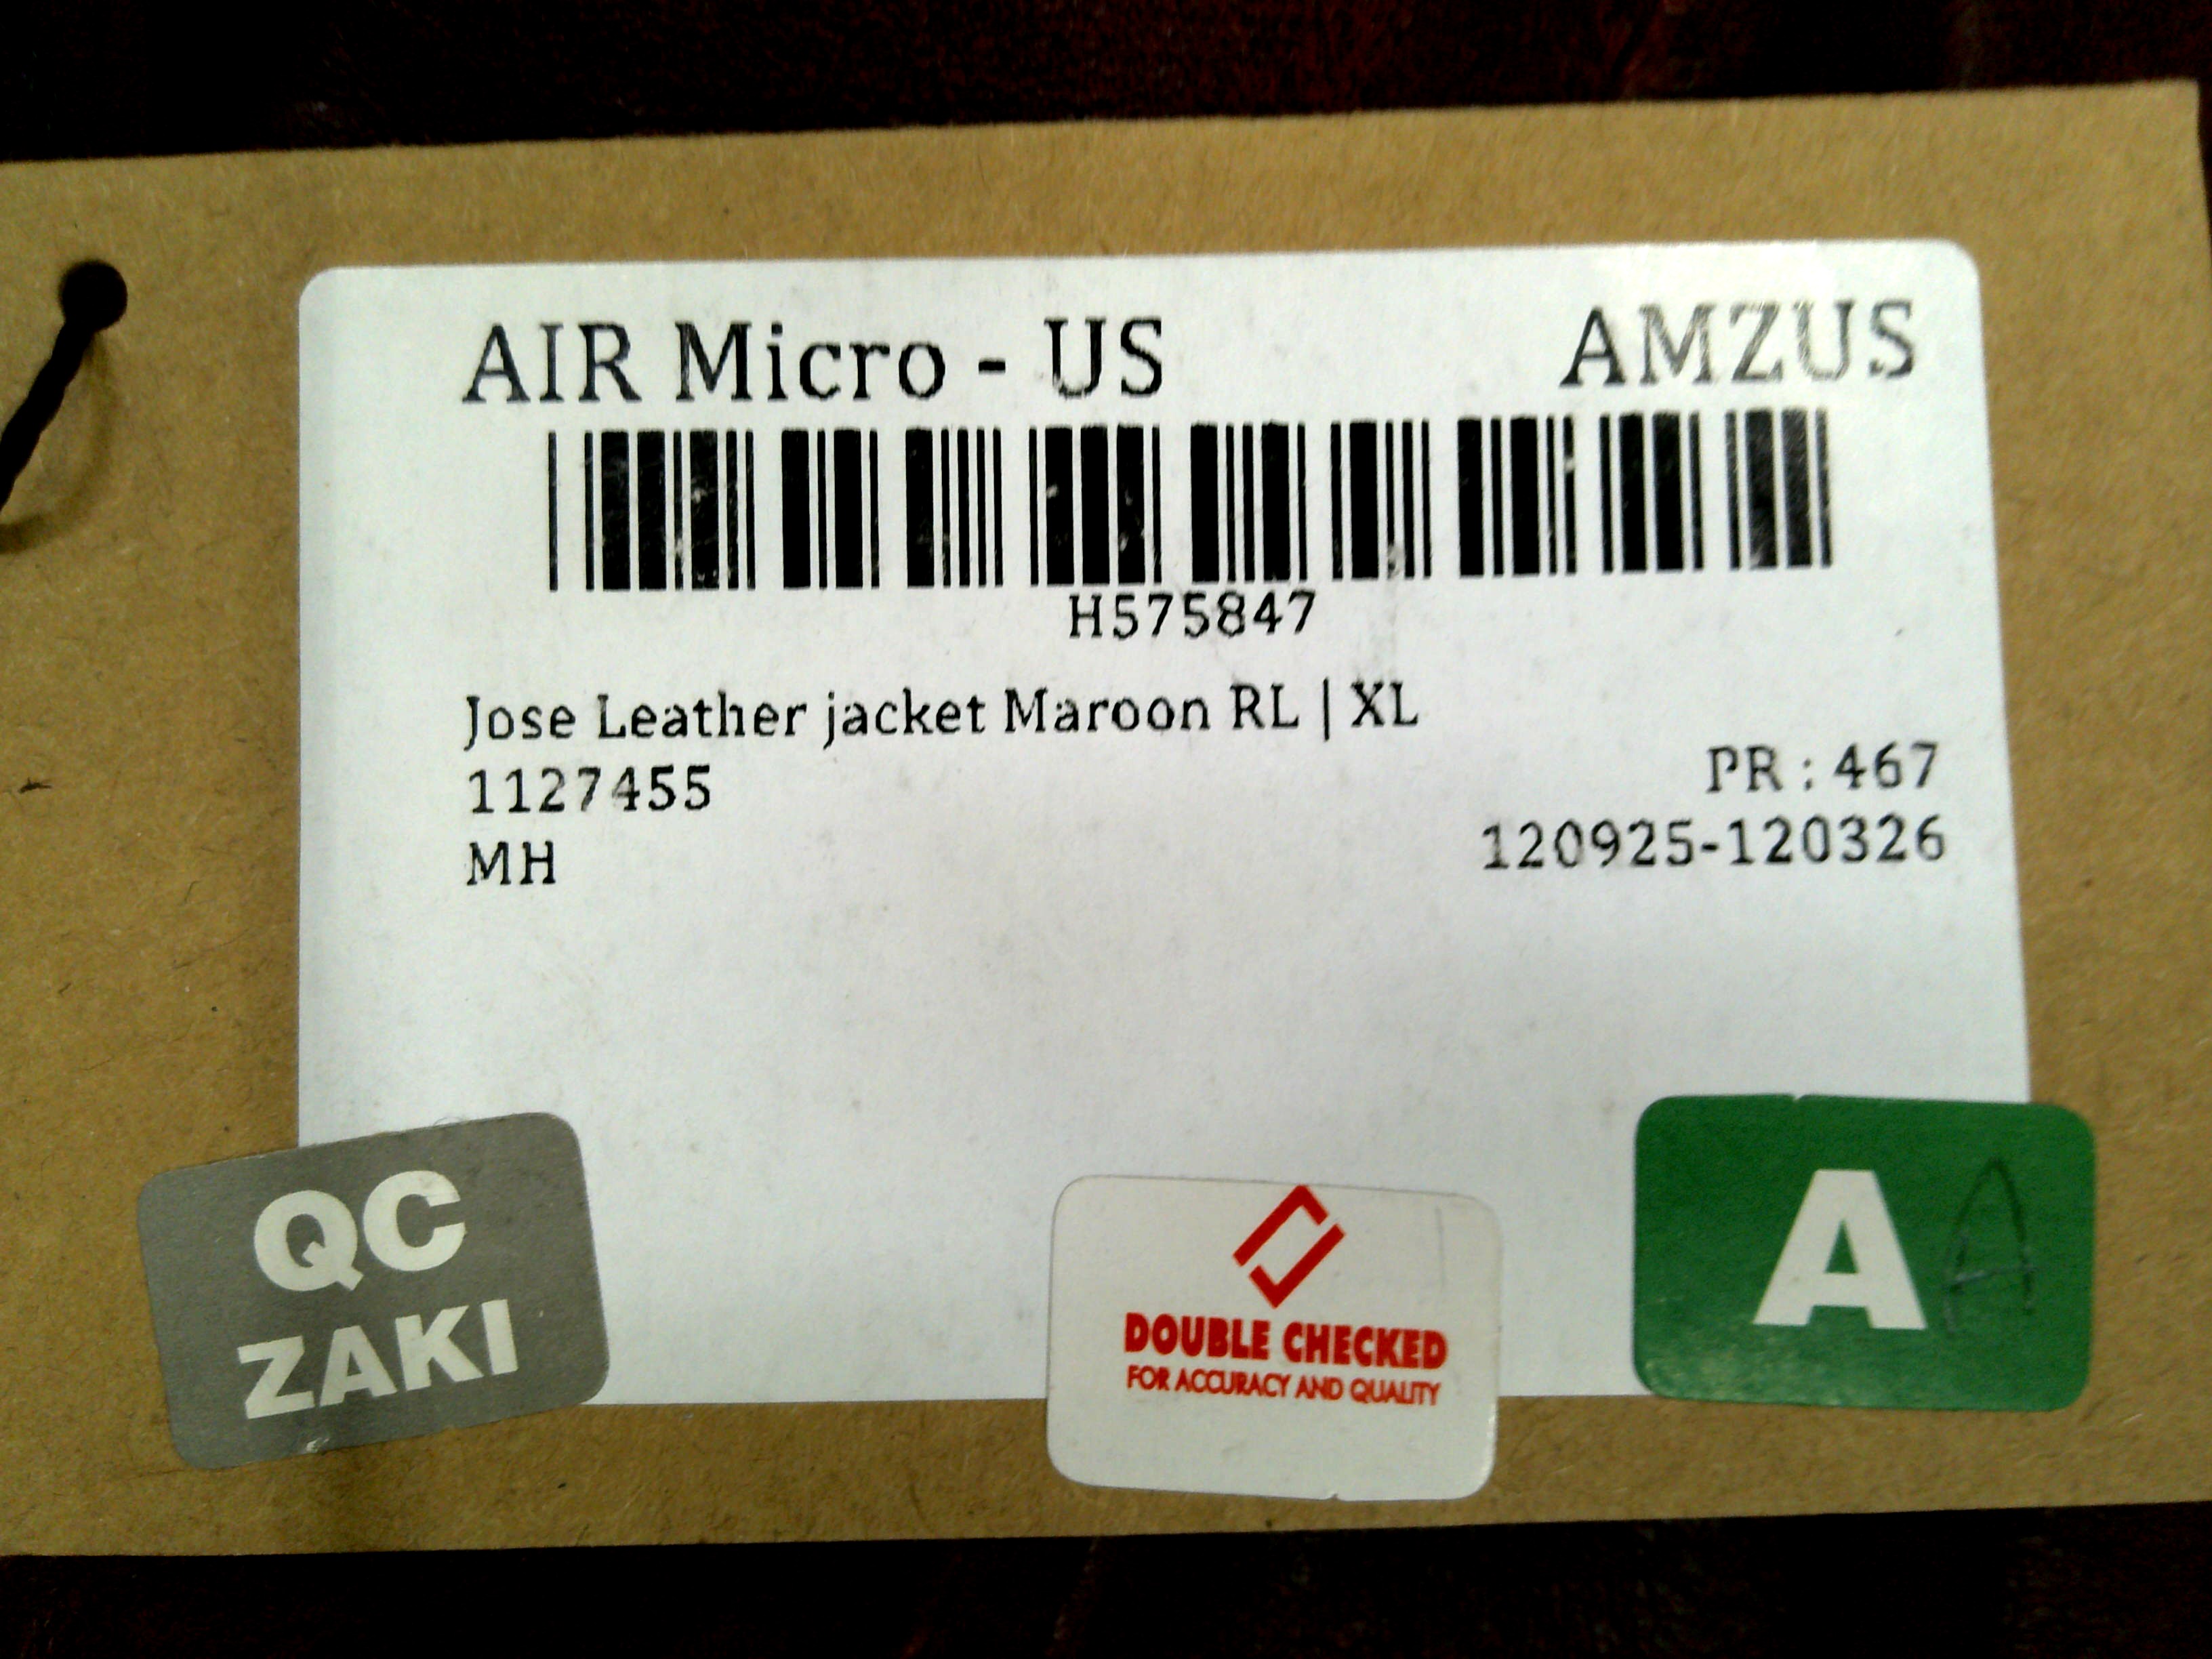 AIR Micro - US
AMZUS
H575847
Jose Leather jacket Maroon RL | XL
1127455
PR : 467
MH
120925-120326
QC
ZAKI
DOUBLE CHECKED
FOR ACCURACY AND QUALITY
A A